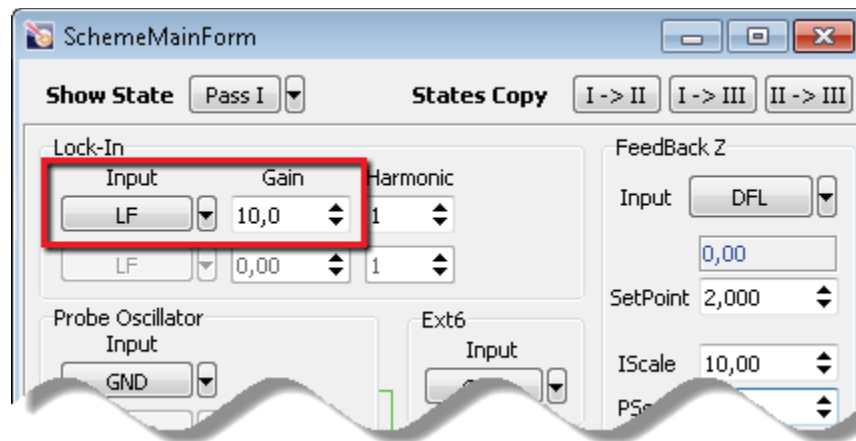 SchemeMainForm
Show State Pass I States Copy I -> II I -> III II -> III
Lock-In
Input Gain Harmonic
LF 10,0 1
LF 0,00 1
FeedBack Z
Input DFL
0,00
SetPoint 2,000
IScale 10,00
Probe Oscillator
Input
GND
Ext6
Input